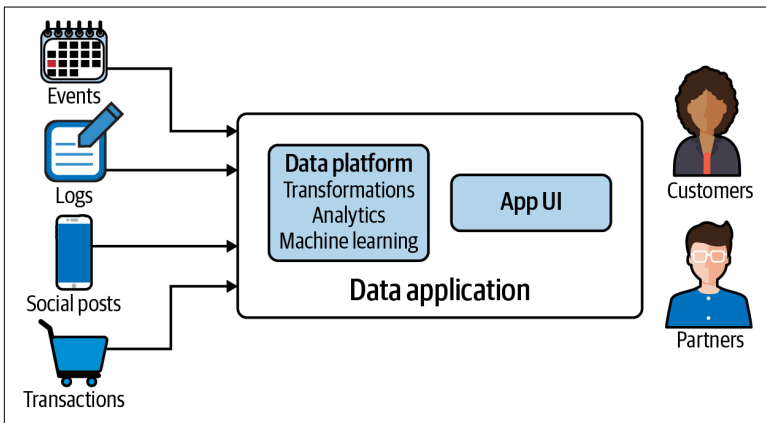 Events
Logs
Social posts
Transactions
Data platform
Transformations
Analytics
Machine learning
App UI
Data application
Customers
Partners